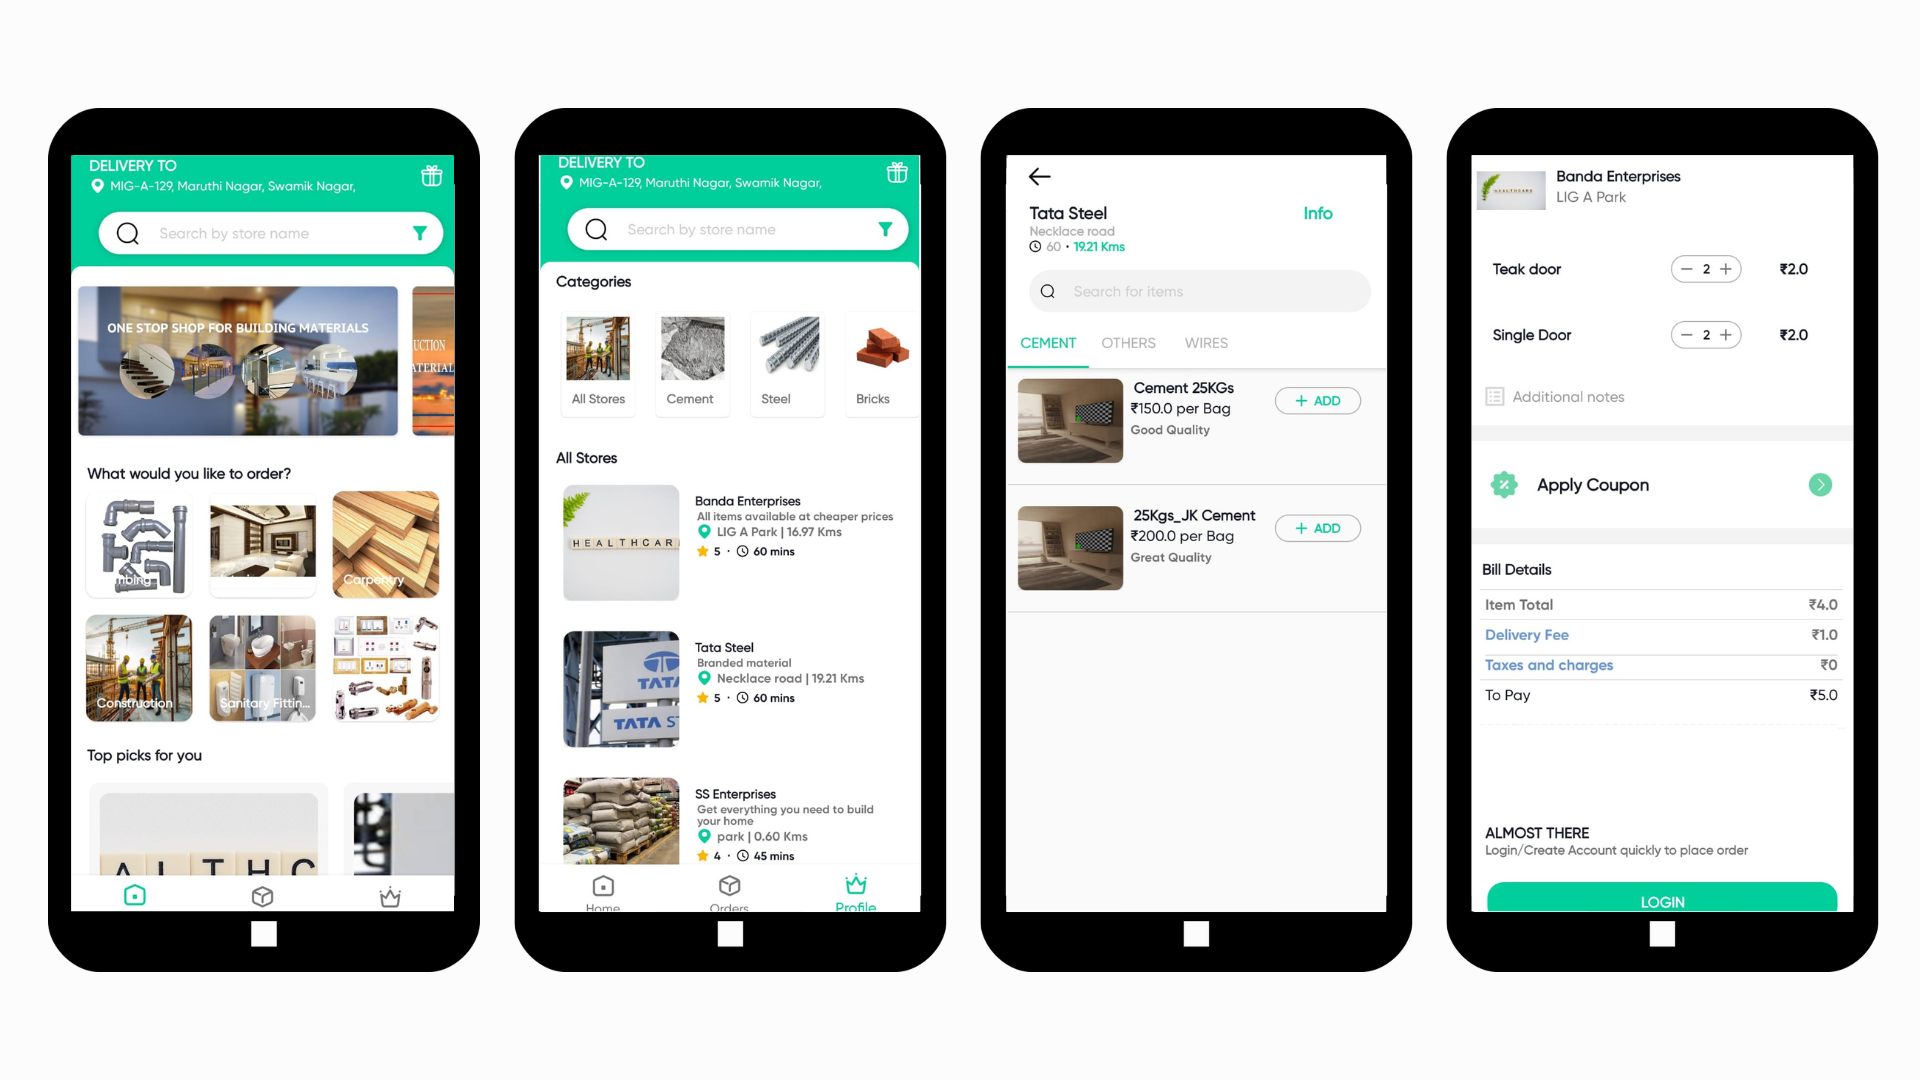 DELIVERY TO
MIG-A-129, Maruthi Nagar, Swamik Nagar,
Search by store name
ONE STOP SHOP FOR BUILDING MATERIALS
UCTION
ATERIAL
What would you like to order?
mbing
Carpentry
Construction
Sanitary Fittin...
Top picks for you
A L T H C
DELIVERY TO
MIG-A-129, Maruthi Nagar, Swamik Nagar,
Search by store name
Categories
All Stores
Cement
Steel
Bricks
All Stores
HEALTHCAR
Banda Enterprises
All items available at cheaper prices
LIG A Park | 16.97 Kms
5 · 60 mins
TATA
TATA ST
Tata Steel
Branded material
Necklace road | 19.21 Kms
5 · 60 mins
SS Enterprises
Get everything you need to build
your home
park | 0.60 Kms
4 · 45 mins
Home
Orders
Profile
Tata Steel
Info
Necklace road
60 • 19.21 Kms
Search for items
CEMENT
OTHERS
WIRES
Cement 25KGs
₹150.0 per Bag
Good Quality
+ ADD
25Kgs_JK Cement
₹200.0 per Bag
Great Quality
+ ADD
HEALTHCARE
Banda Enterprises
LIG A Park
Teak door
− 2 +
₹2.0
Single Door
− 2 +
₹2.0
Additional notes
Apply Coupon
Bill Details
Item Total ₹4.0
Delivery Fee ₹1.0
Taxes and charges ₹0
To Pay ₹5.0
ALMOST THERE
Login/Create Account quickly to place order
LOGIN